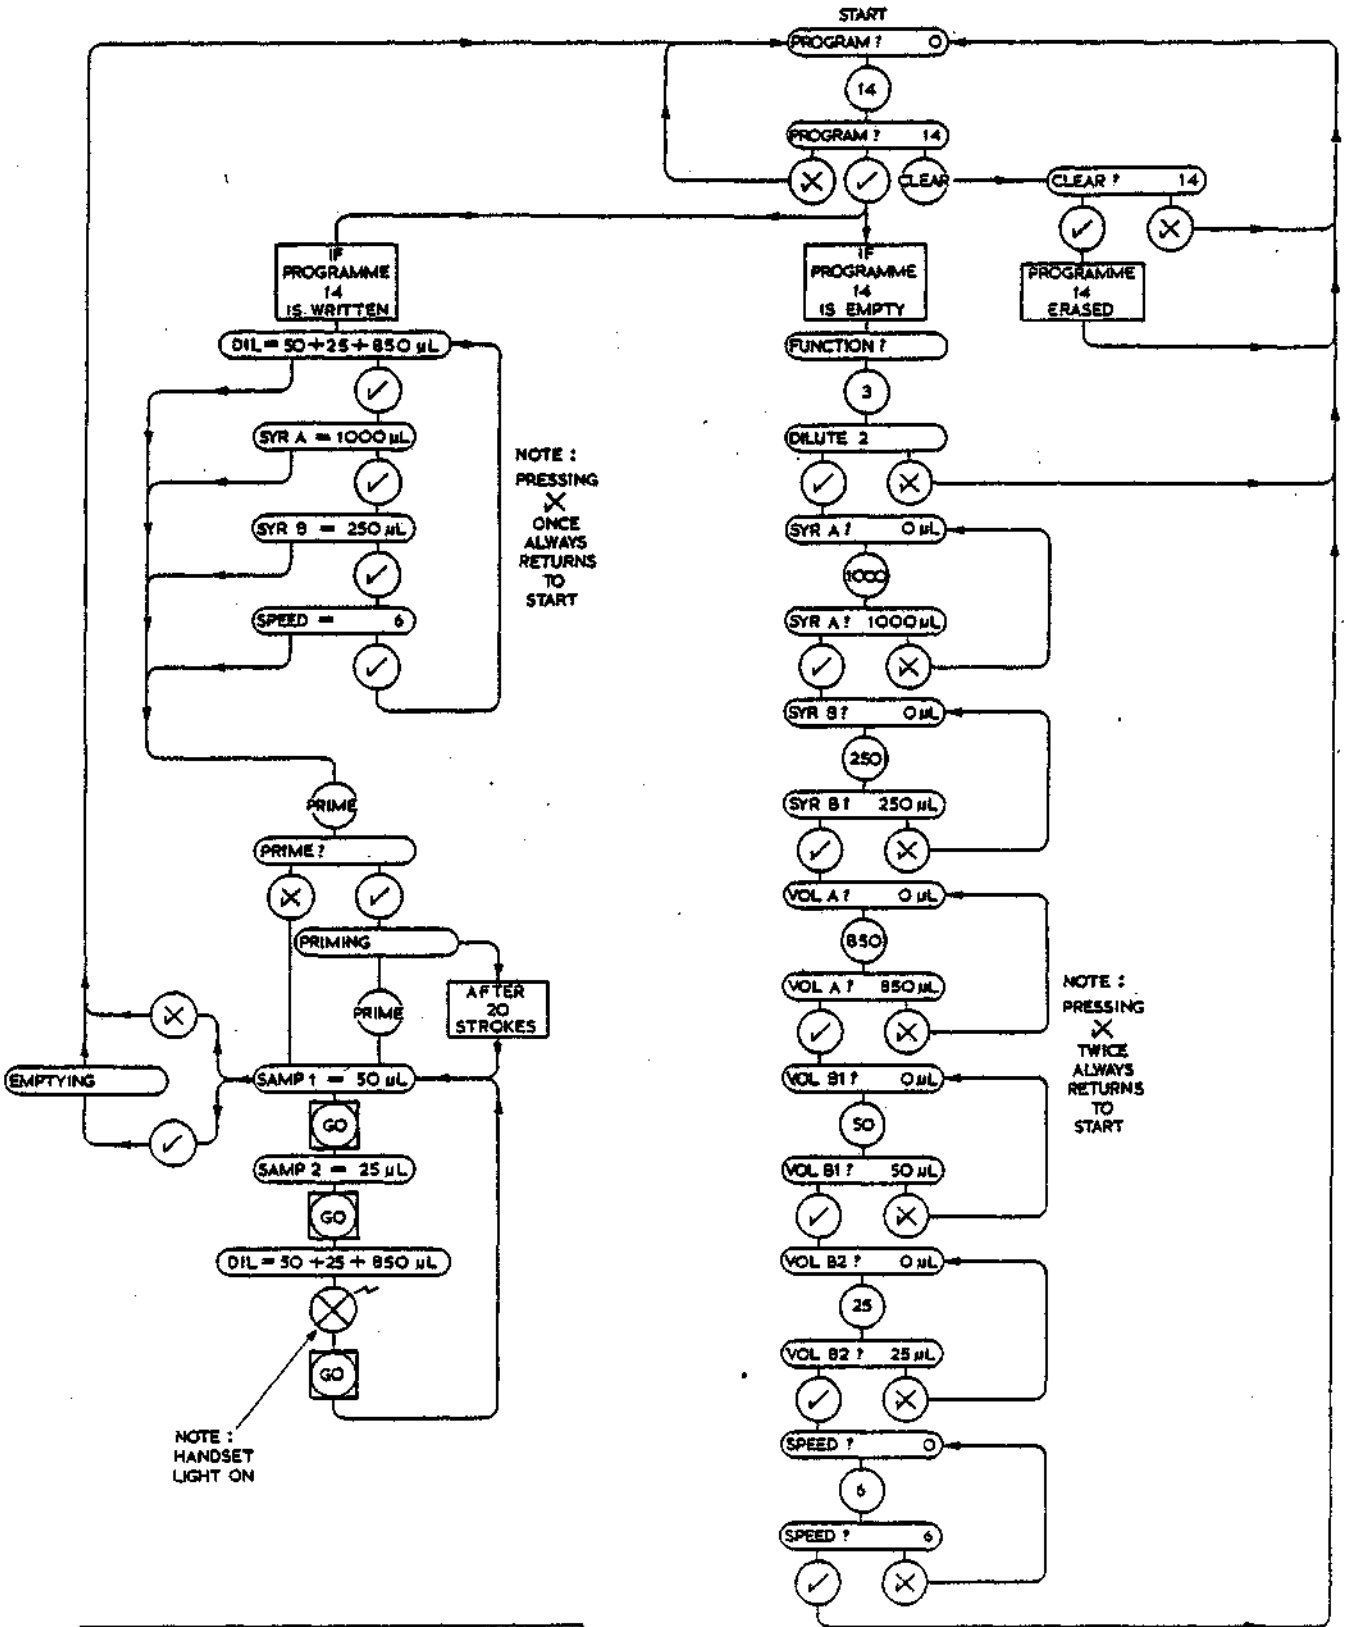 START
PROGRAM ? 0
14
PROGRAM ? 14
CLEAR
CLEAR ? 14
IF
PROGRAMME
14
IS WRITTEN
IF
PROGRAMME
14
IS EMPTY
PROGRAMME
14
ERASED
DIL = 50 + 25 + 850 µL
SYR A = 1000 µL
SYR B = 250 µL
SPEED = 6
NOTE :
PRESSING
X
ONCE
ALWAYS
RETURNS
TO
START
PRIME
PRIME ?
PRIMING
PRIME
AFTER
20
STROKES
EMPTYING
SAMP 1 = 50 µL
GO
SAMP 2 = 25 µL
GO
DIL = 50 + 25 + 850 µL
GO
NOTE :
HANDSET
LIGHT ON
FUNCTION ?
3
DILUTE 2
SYR A ? 0 µL
1000
SYR A ? 1000 µL
SYR B ? 0 µL
250
SYR B ? 250 µL
VOL A ? 0 µL
850
VOL A ? 850 µL
VOL B1 ? 0 µL
50
VOL B1 ? 50 µL
VOL B2 ? 0 µL
25
VOL B2 ? 25 µL
SPEED ? 0
6
SPEED ? 6
NOTE :
PRESSING
X
TWICE
ALWAYS
RETURNS
TO
START